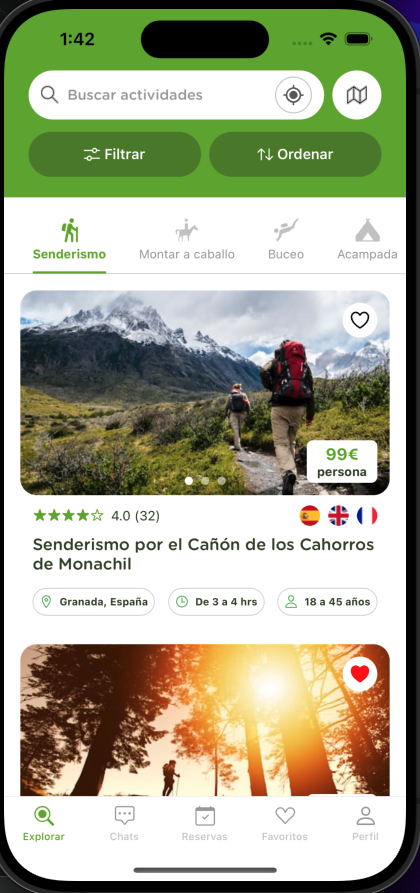 1:42
Buscar actividades
Filtrar
Ordenar
Senderismo
Montar a caballo
Buceo
Acampada
99€
persona
4.0 (32)
Senderismo por el Cañón de los Cahorros
de Monachil
Granada, España
De 3 a 4 hrs
18 a 45 años
Explorar
Chats
Reservas
Favoritos
Perfil